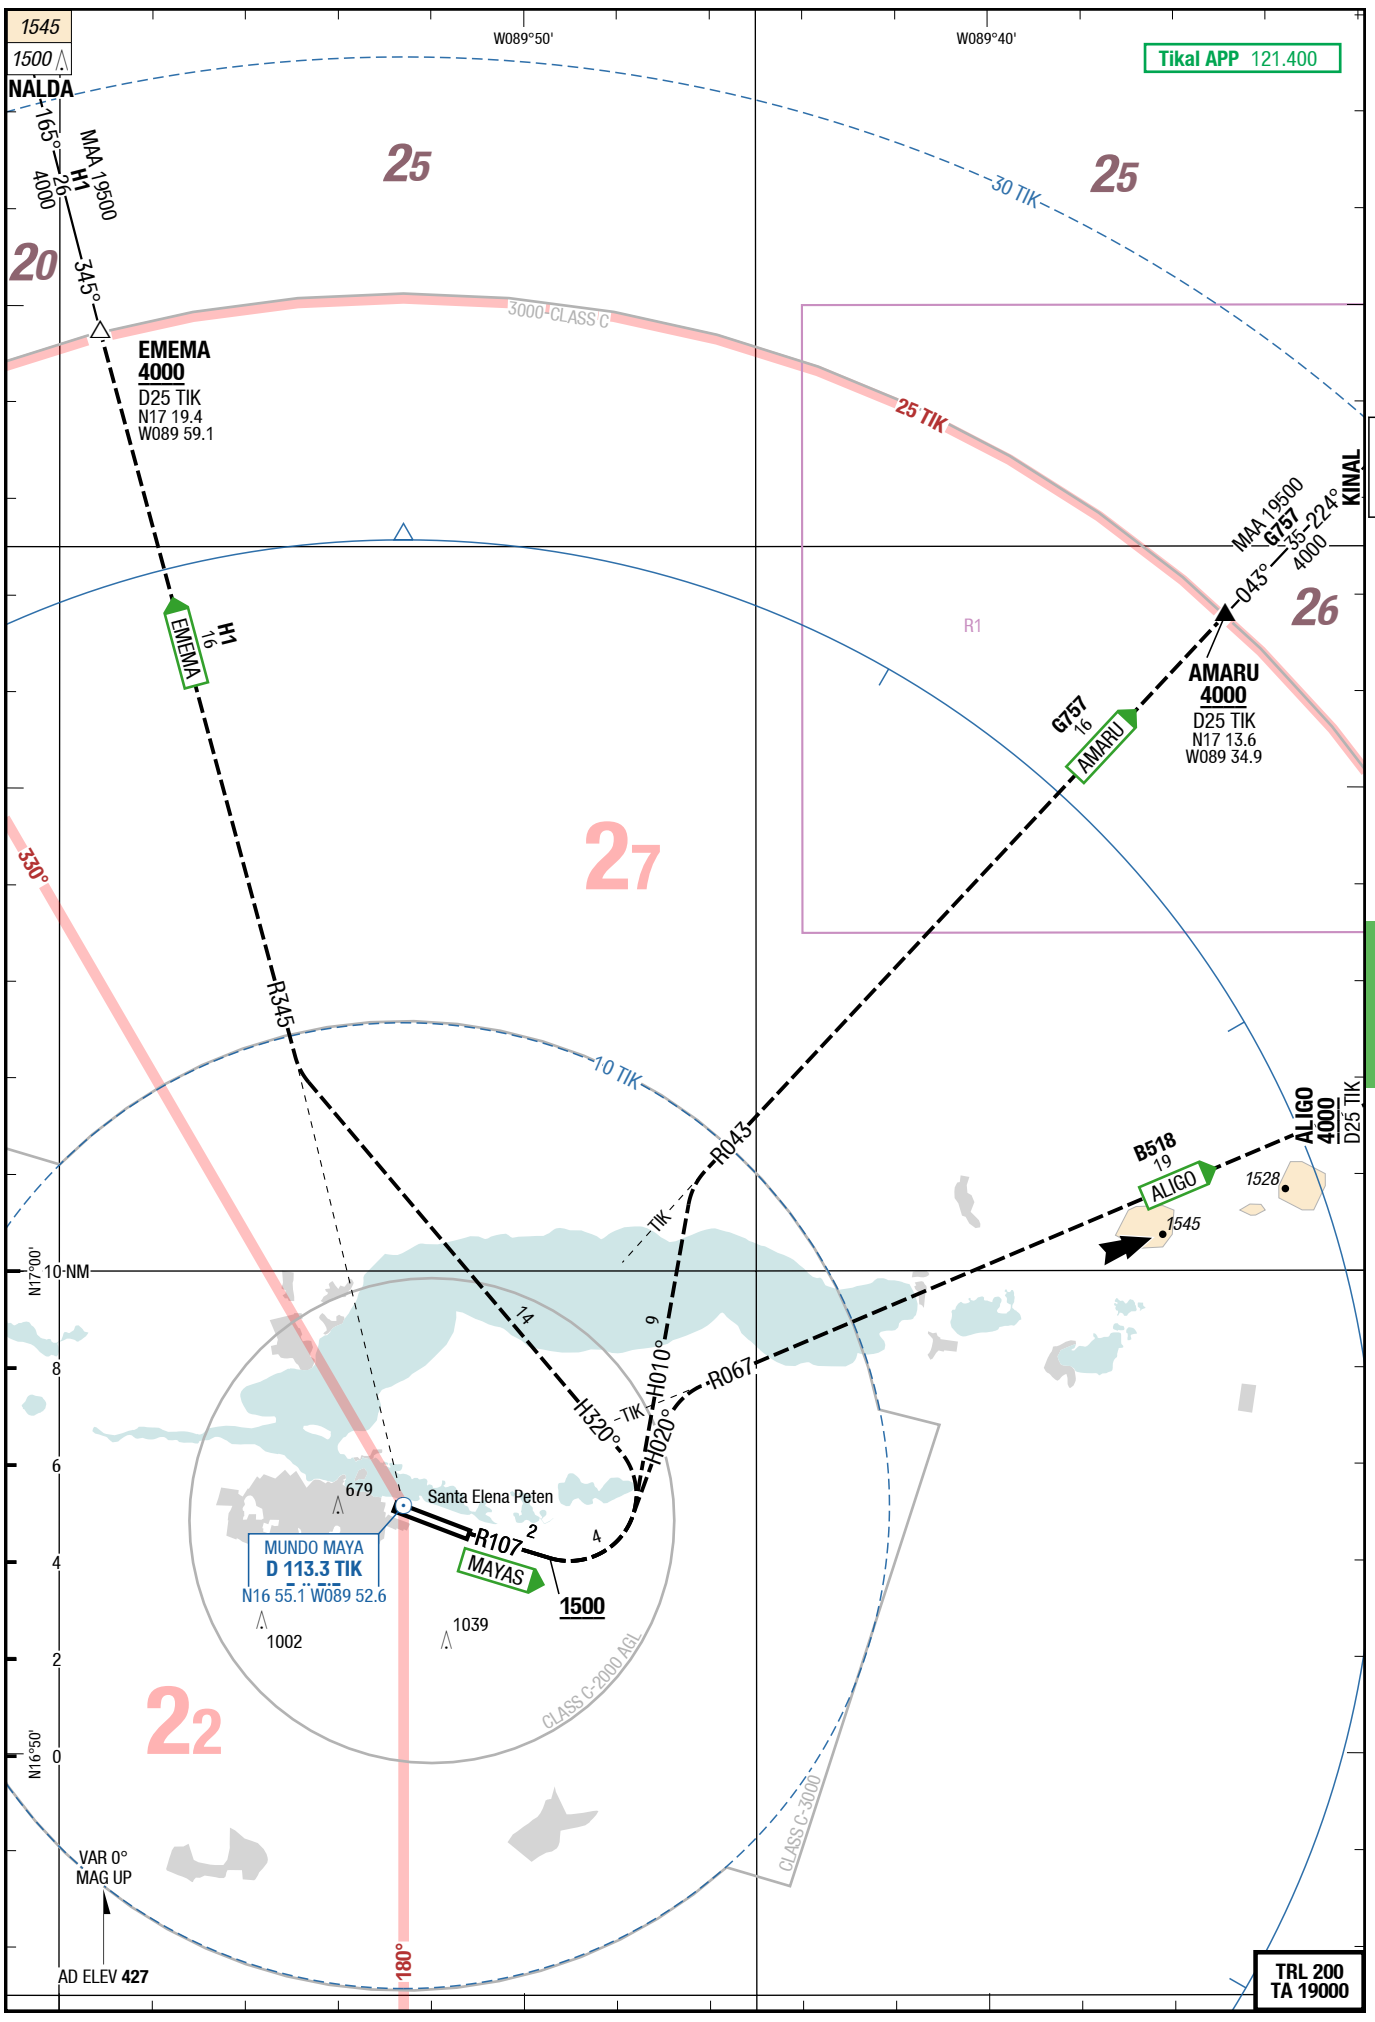 1545
1500
NALDA
W089°50'
W089°40'
Tikal APP 121.400
165°
MAA 19500
H1
26
4000
345°
25
25
20
30 TIK
3000 CLASS C
EMEMA
4000
D25 TIK
N17 19.4
W089 59.1
25 TIK
KINAL
MAA 19500
G757
35
224°
4000
043°
26
R1
H1
16
EMEMA
AMARU
4000
D25 TIK
N17 13.6
W089 34.9
G757
16
AMARU
27
330°
R345
10 TIK
R043
ALIGO
4000
D25 TIK
B518
19
ALIGO
1528
1545
TIK
N17°00'
10 NM
14
9
H010°
8
R067
TIK
H320°
H020°
6
679
Santa Elena Peten
2
4
R107
4
MAYAS
MUNDO MAYA
D 113.3 TIK
N16 55.1 W089 52.6
1500
1002
1039
2
CLASS C-2000 AGL
22
N16°50'
0
CLASS C-3000
VAR 0°
MAG UP
180°
AD ELEV 427
TRL 200
TA 19000